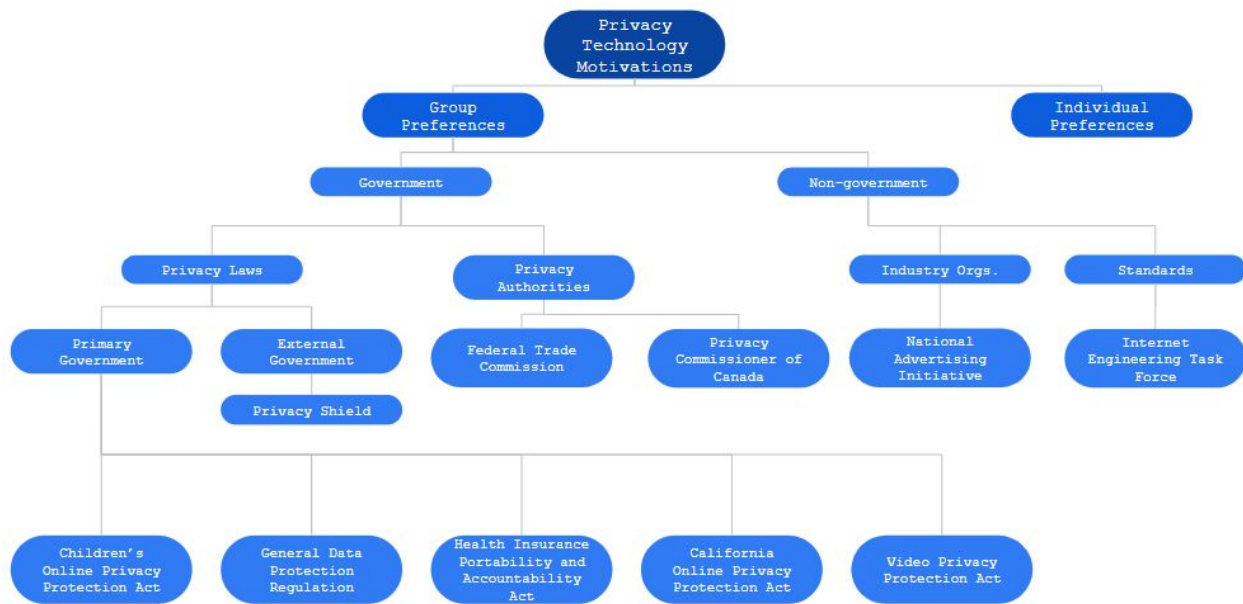 Privacy
Technology
Motivations
Group
Preferences
Individual
Preferences
Government
Non-government
Privacy Laws
Privacy
Authorities
Industry Orgs.
Standards
Primary
Government
External
Government
Federal Trade
Commission
Privacy
Commissioner of
Canada
National
Advertising
Initiative
Internet
Engineering Task
Force
Privacy Shield
Children’s
Online Privacy
Protection Act
General Data
Protection
Regulation
Health Insurance
Portability and
Accountability
Act
California
Online Privacy
Protection Act
Video Privacy
Protection Act